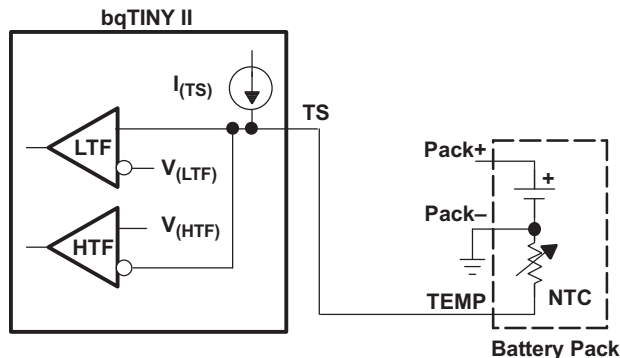 bqTINY II
I(TS)
TS
LTF
V(LTF)
V(HTF)
HTF
Pack+
+
Pack–
TEMP
NTC
Battery Pack